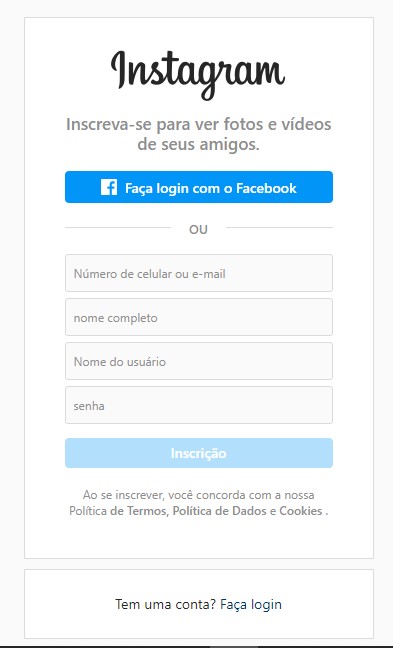 Instagram
Inscreva-se para ver fotos e vídeos
de seus amigos.
Faça login com o Facebook
OU
Número de celular ou e-mail
nome completo
Nome do usuário
senha
Inscrição
Ao se inscrever, você concorda com a nossa
Política de Termos, Política de Dados e Cookies .
Tem uma conta? Faça login